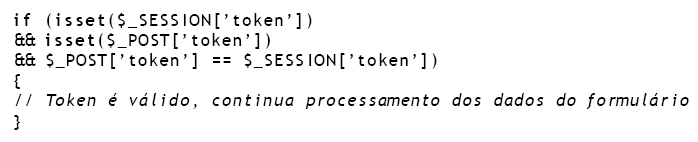 if (isset($_SESSION['token'])
&& isset($_POST['token'])
&& $_POST['token'] == $_SESSION['token'])
{
// Token é válido, continua processamento dos dados do formulário
}